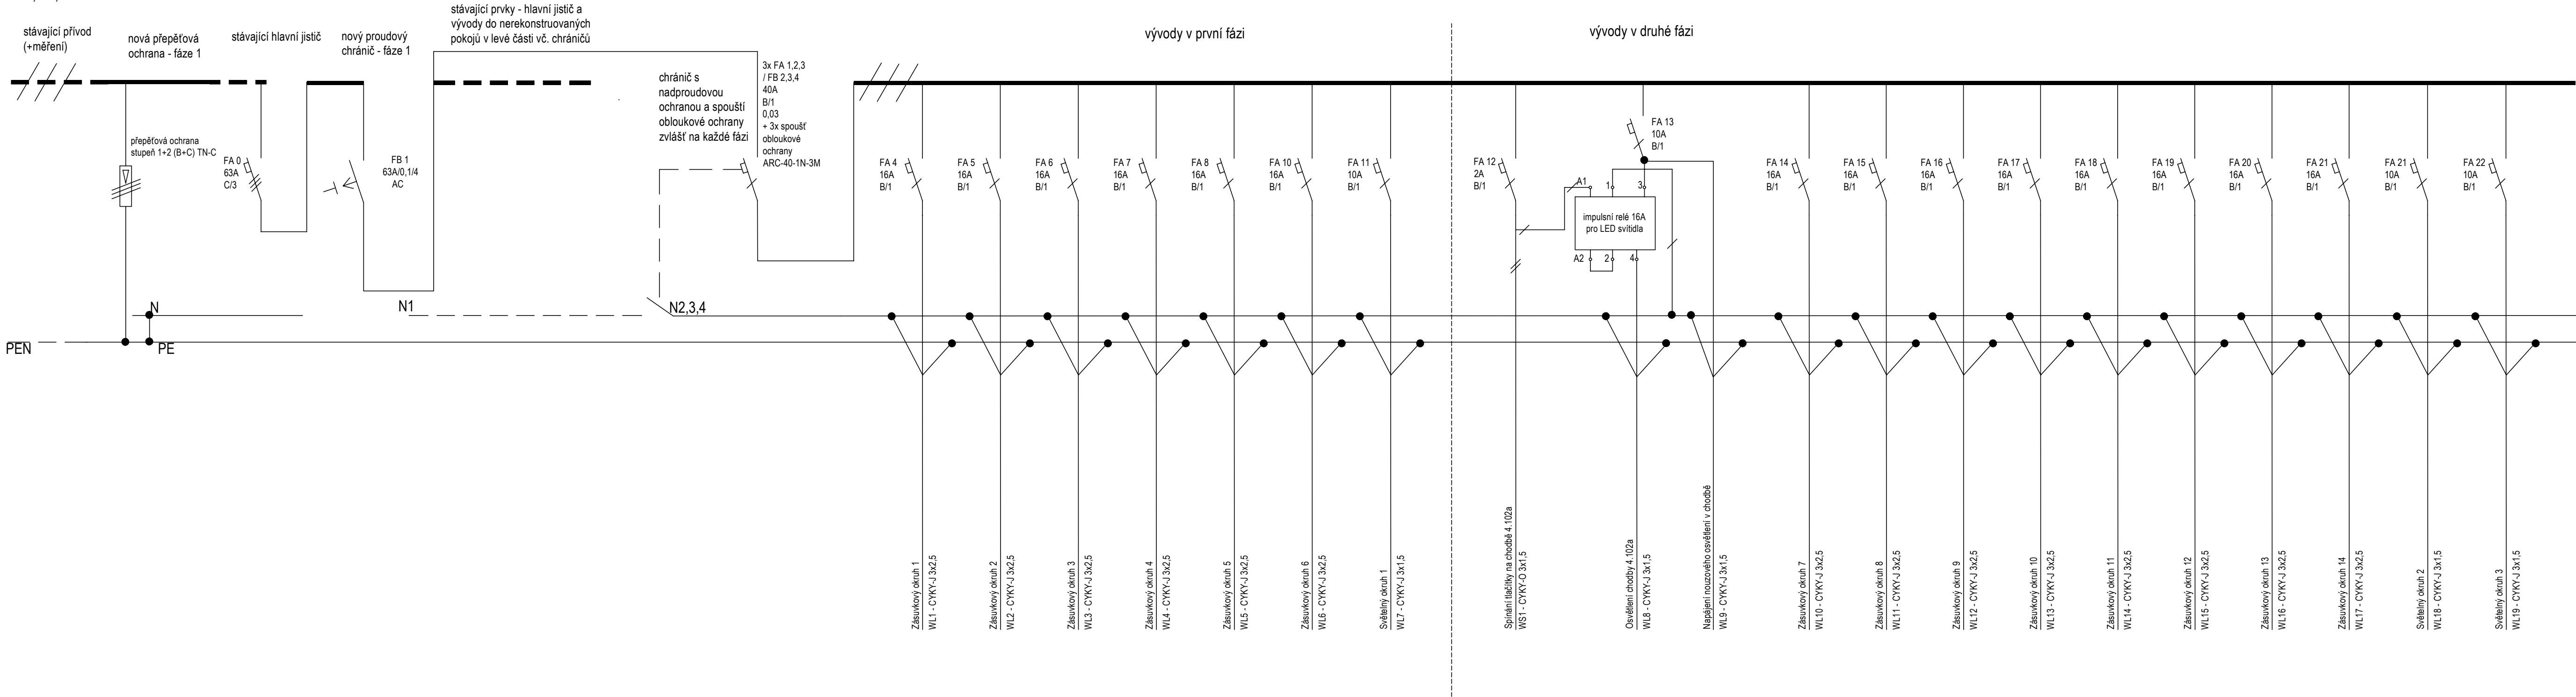 stávající přívod
(+měření)
nová přepěťová
ochrana - fáze 1
stávající hlavní jistič
nový proudový
chránič - fáze 1
stávající prvky - hlavní jistič a
vývody do nerekonstruovaných
pokojů v levé části vč. chráničů
vývody v první fázi
vývody v druhé fázi
chránič s
nadproudovou
ochranou a spouští
obloukové ochrany
zvlášť na každé fázi
3x FA 1,2,3
/ FB 2,3,4
40A
B/1
0,03
+ 3x spoušť
obloukové
ochrany
ARC-40-1N-3M
přepěťová ochrana
stupeň 1+2 (B+C) TN-C
FA 0
63A
C/3
FB 1
63A/0,1/4
AC
FA 4
16A
B/1
FA 5
16A
B/1
FA 6
16A
B/1
FA 7
16A
B/1
FA 8
16A
B/1
FA 10
16A
B/1
FA 11
10A
B/1
FA 12
2A
B/1
FA 13
10A
B/1
A1
1
3
impulsní relé 16A
pro LED svítidla
A2
2
4
FA 14
16A
B/1
FA 15
16A
B/1
FA 16
16A
B/1
FA 17
16A
B/1
FA 18
16A
B/1
FA 19
16A
B/1
FA 20
16A
B/1
FA 21
16A
B/1
FA 21
10A
B/1
FA 22
10A
B/1
N
N1
N2,3,4
PEN
PE
Zásuvkový okruh 1
WL1 - CYKY-J 3x2,5
Zásuvkový okruh 2
WL2 - CYKY-J 3x2,5
Zásuvkový okruh 3
WL3 - CYKY-J 3x2,5
Zásuvkový okruh 4
WL4 - CYKY-J 3x2,5
Zásuvkový okruh 5
WL5 - CYKY-J 3x2,5
Zásuvkový okruh 6
WL6 - CYKY-J 3x2,5
Světelný okruh 1
WL7 - CYKY-J 3x1,5
Spínání tlačítky na chodbě 4.102a
WS1 - CYKY-O 3x1,5
Osvětlení chodby 4.102a
WL8 - CYKY-J 3x1,5
Napájení nouzového osvětlení v chodbě
WL9 - CYKY-J 3x1,5
Zásuvkový okruh 7
WL10 - CYKY-J 3x2,5
Zásuvkový okruh 8
WL11 - CYKY-J 3x2,5
Zásuvkový okruh 9
WL12 - CYKY-J 3x2,5
Zásuvkový okruh 10
WL13 - CYKY-J 3x2,5
Zásuvkový okruh 11
WL14 - CYKY-J 3x2,5
Zásuvkový okruh 12
WL15 - CYKY-J 3x2,5
Zásuvkový okruh 13
WL16 - CYKY-J 3x2,5
Zásuvkový okruh 14
WL17 - CYKY-J 3x2,5
Světelný okruh 2
WL18 - CYKY-J 3x1,5
Světelný okruh 3
WL19 - CYKY-J 3x1,5